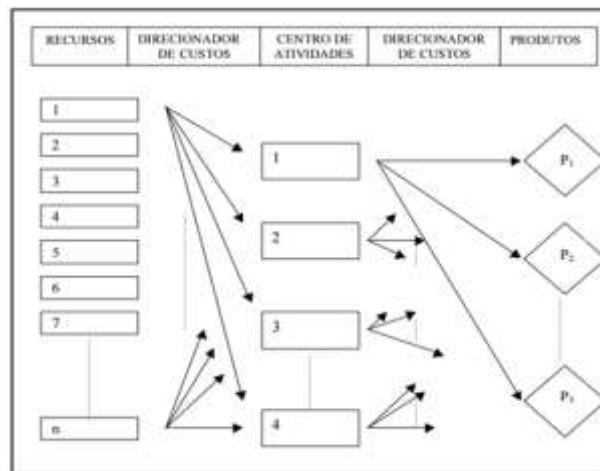 RECURSOS
DIRECIONADOR
DE CUSTOS
CENTRO DE
ATIVIDADES
DIRECIONADOR
DE CUSTOS
PRODUTOS
1
2
3
4
5
6
7
n
1
2
3
4
P1
P2